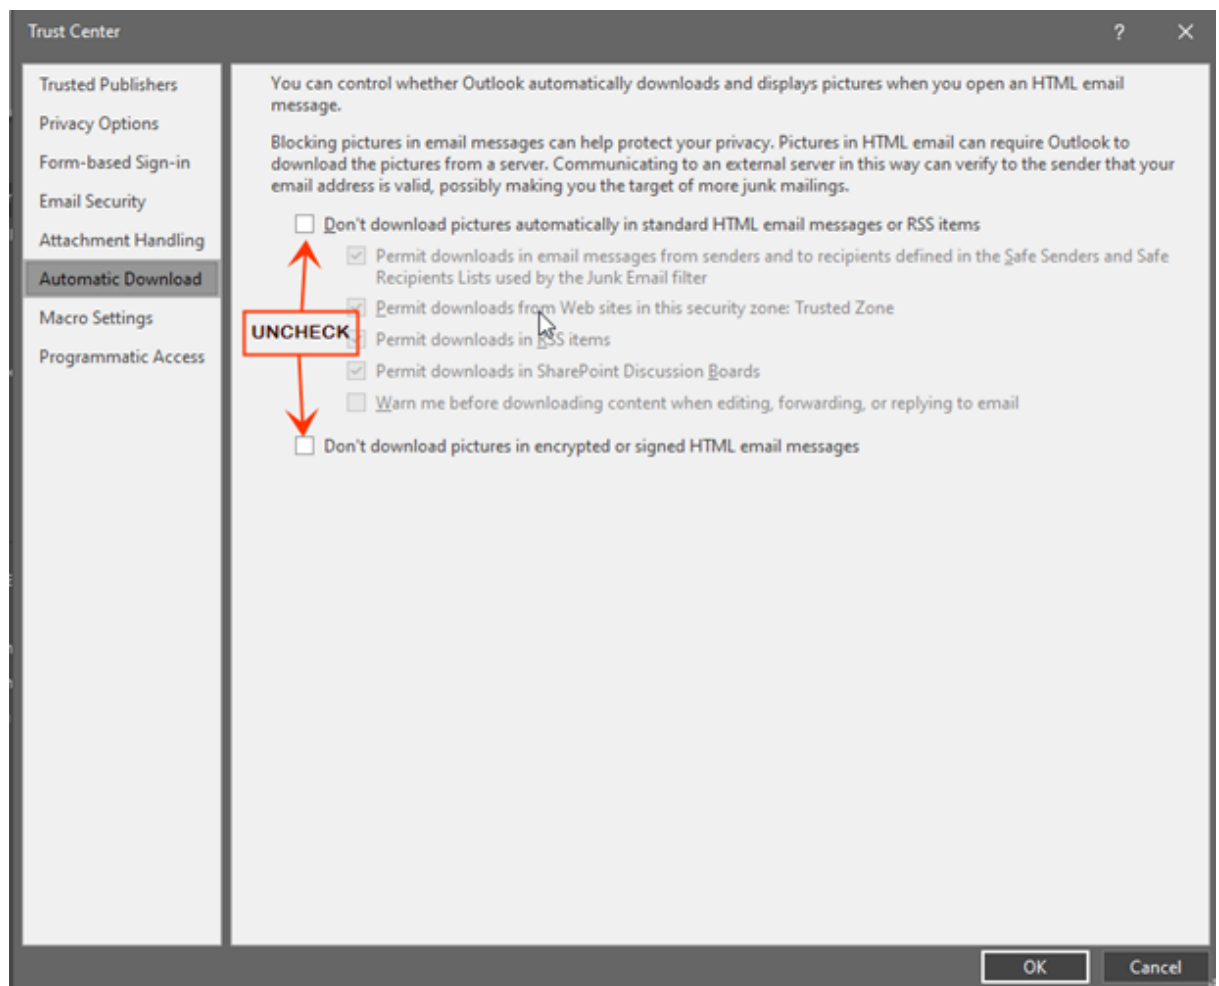 Trust Center
?
Trusted Publishers
Privacy Options
Form-based Sign-in
Email Security
Attachment Handling
Automatic Download
Macro Settings
Programmatic Access
You can control whether Outlook automatically downloads and displays pictures when you open an HTML email
message.
Blocking pictures in email messages can help protect your privacy. Pictures in HTML email can require Outlook to
download the pictures from a server. Communicating to an external server in this way can verify to the sender that your
email address is valid, possibly making you the target of more junk mailings.
Don't download pictures automatically in standard HTML email messages or RSS items
Permit downloads in email messages from senders and to recipients defined in the Safe Senders and Safe
Recipients Lists used by the Junk Email filter
Permit downloads from Web sites in this security zone: Trusted Zone
UNCHECK
Permit downloads in RSS items
Permit downloads in SharePoint Discussion Boards
Warn me before downloading content when editing, forwarding, or replying to email
Don't download pictures in encrypted or signed HTML email messages
OK
Cancel